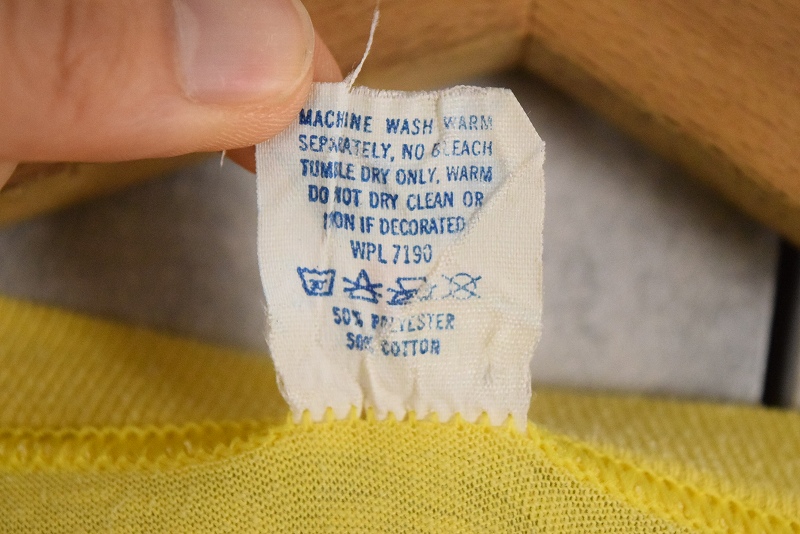 MACHINE WASH WARM
SEPARATELY, NO BLEACH
TUMBLE DRY ONLY, WARM
DO NOT DRY CLEAN OR
IRON IF DECORATED
WPL 7190
50% POLYESTER
50% COTTON